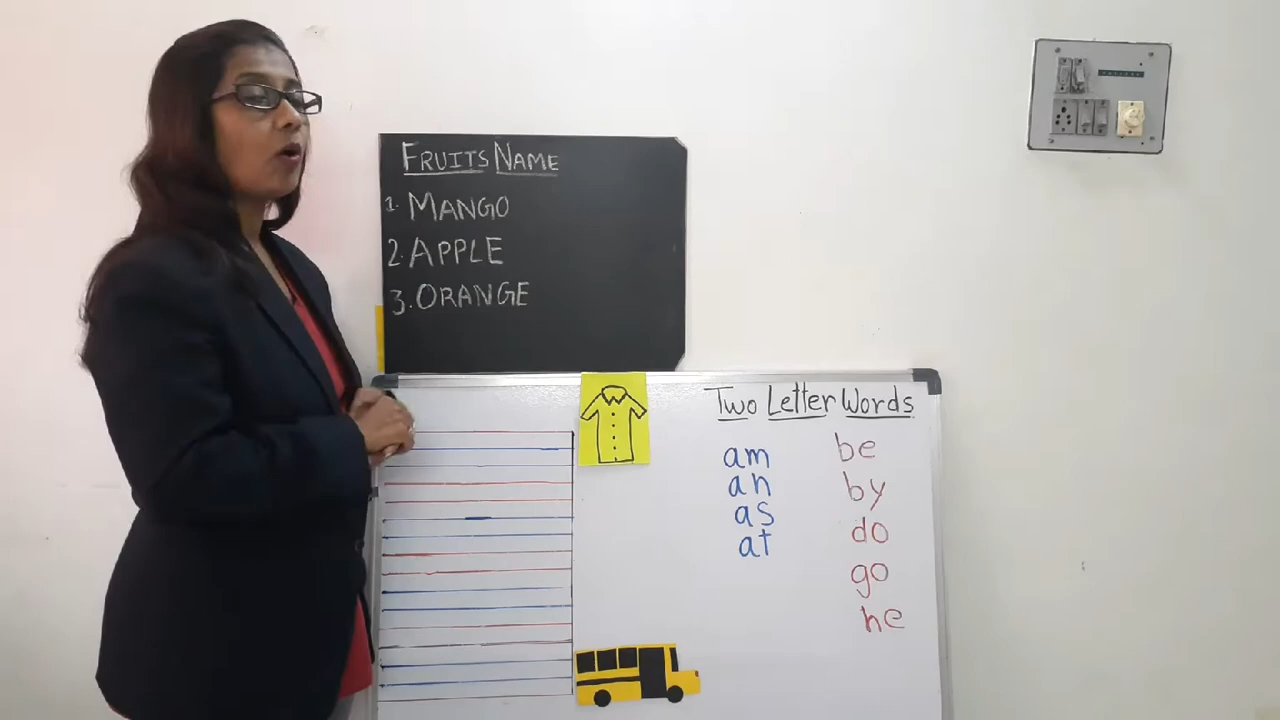 FRUITS NAME
1. MANGO
2. APPLE
3. ORANGE
Two Letter Words
am
an
as
at
be
by
do
go
he